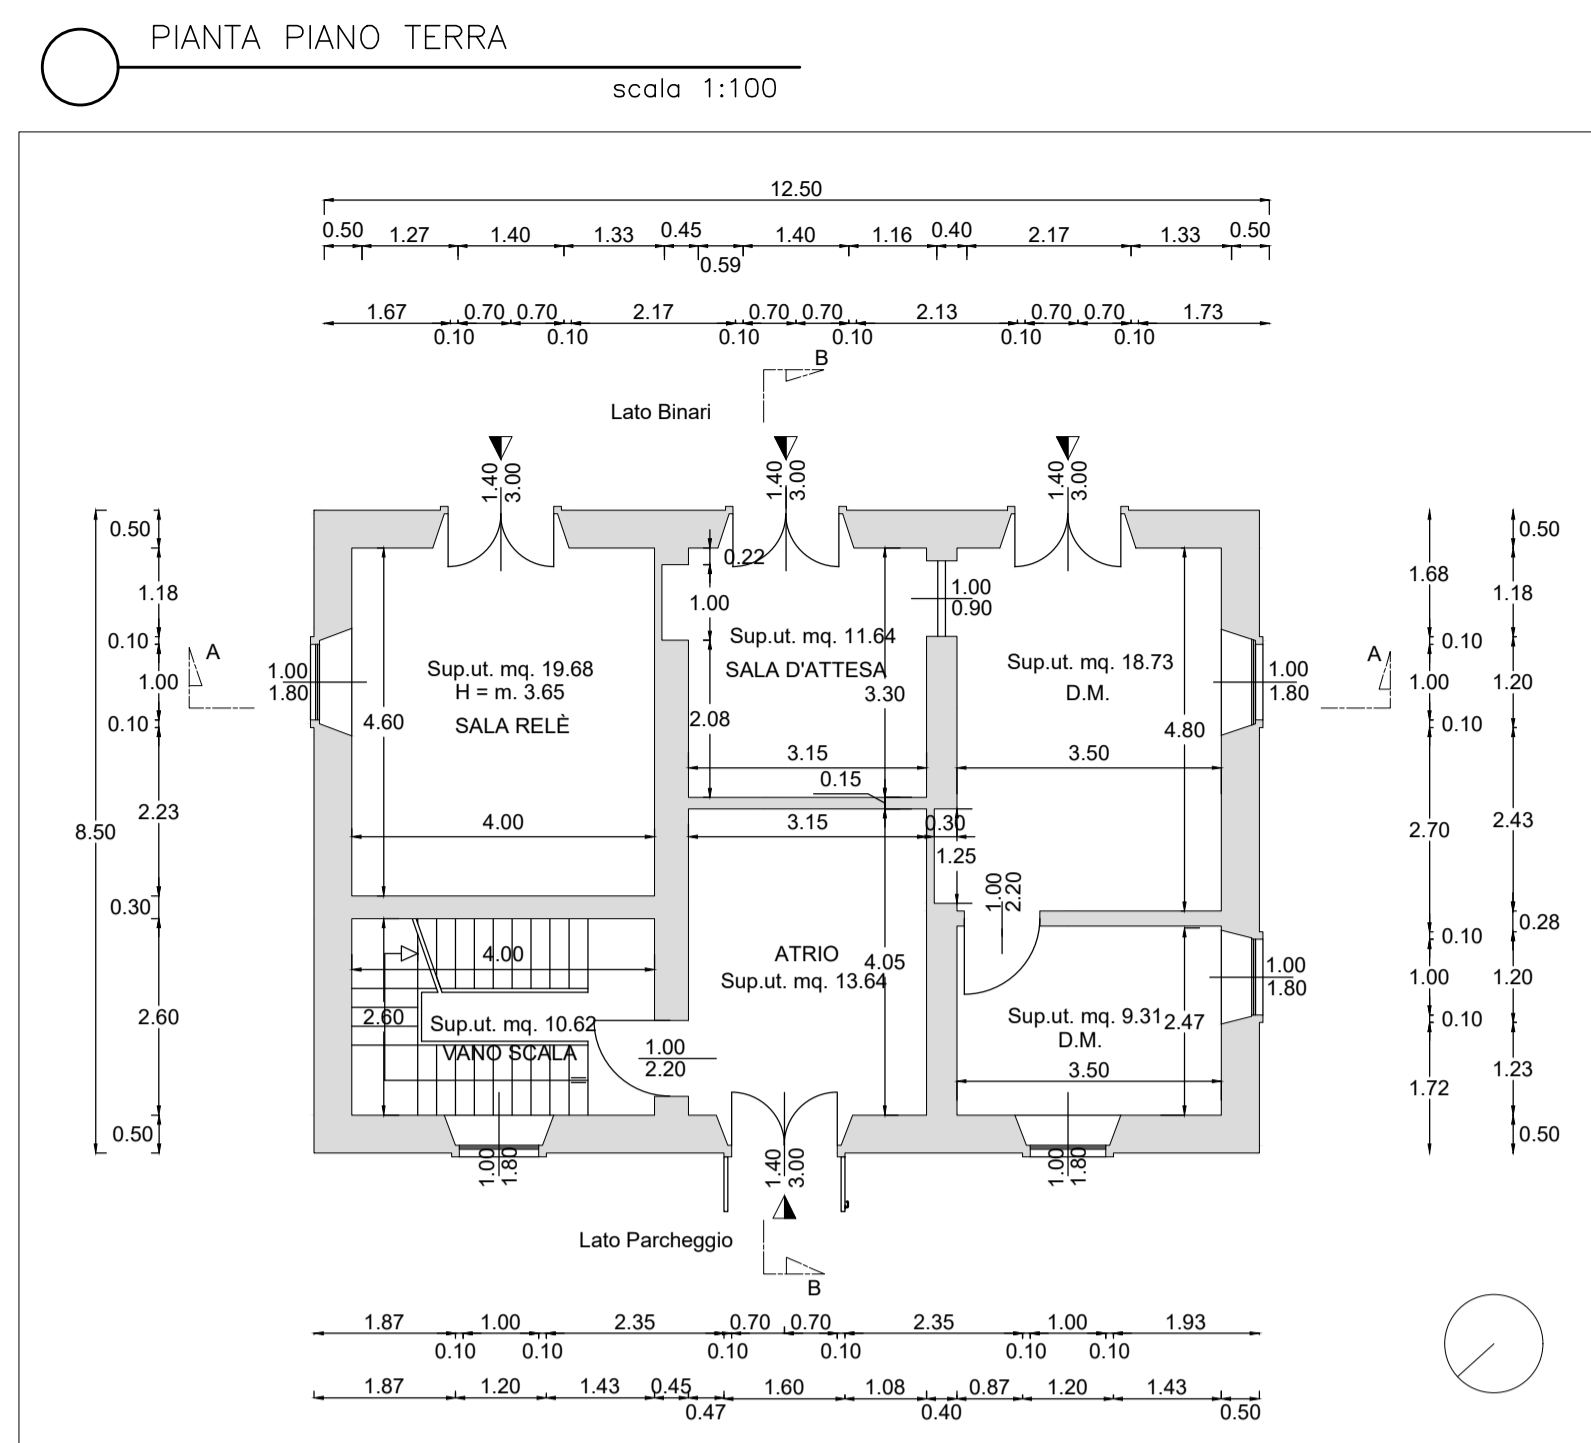 PIANTA PIANO TERRA
scala 1:100
12.50
0.50 1.27 1.40 1.33 0.45 0.59 1.40 1.16 0.40 2.17 1.33 0.50
1.67 0.70 0.70 2.17 0.70 0.70 2.13 0.70 0.70 1.73
0.10 0.10 0.10 0.10 0.10 0.10
B
Lato Binari
1.40 3.00
1.40 3.00
1.40 3.00
8.50
0.50
1.18
0.10
1.00
0.10
2.23
0.30
2.60
0.50
A
1.00
1.80
Sup.ut. mq. 19.68
H = m. 3.65
SALA RELÈ
4.60
4.00
0.22
1.00
2.08
Sup.ut. mq. 11.64
SALA D'ATTESA
3.30
3.15
0.15
1.00
0.90
Sup.ut. mq. 18.73
D.M.
4.80
3.50
1.00
1.80
A
3.15
0.30
1.25
1.00
2.20
ATRIO
4.05
Sup.ut. mq. 13.64
4.00
2.60
Sup.ut. mq. 10.62
VANO SCALA
1.00
2.20
Sup.ut. mq. 9.31
D.M.
2.47
3.50
1.00
1.80
1.68
0.10
1.00
0.10
2.70
0.10
1.00
0.10
1.72
0.50
1.18
1.20
2.43
0.28
1.20
1.23
0.50
1.00 1.80
1.40 3.00
1.00 1.80
Lato Parcheggio
B
1.87 1.00 2.35 0.70 0.70 2.35 1.00 1.93
0.10 0.10 0.10 0.10 0.10 0.10
1.87 1.20 1.43 0.45 0.47 1.60 1.08 0.40 0.87 1.20 1.43 0.50